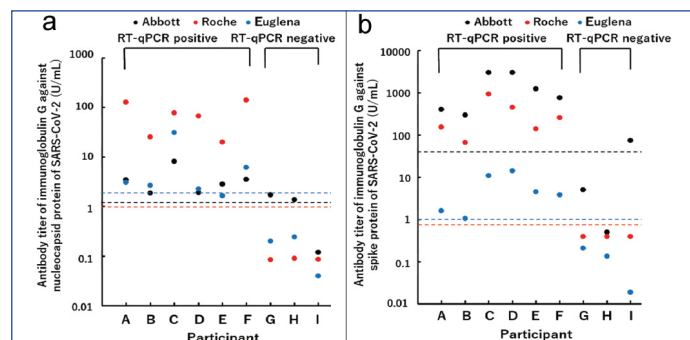 a
Abbott Roche Euglena
RT-qPCR positive RT-qPCR negative
Antibody titer of immunoglobulin G against
nucleocapsid protein of SARS-CoV-2 (U/mL)
1000
100
10
1
0.1
0.01
A B C D E F G H I
Participant
b
Abbott Roche Euglena
RT-qPCR positive RT-qPCR negative
Antibody titer of immunoglobulin G against
spike protein of SARS-CoV-2 (U/mL)
10000
1000
100
10
1
0.1
0.01
A B C D E F G H I
Participant